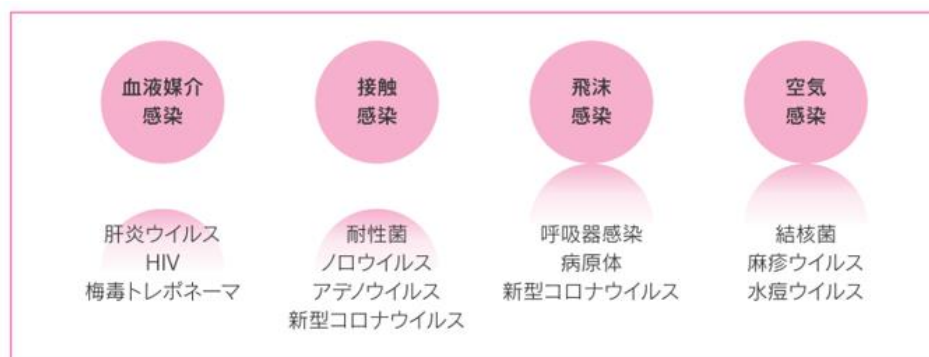 血液媒介
感染
接触
感染
飛沫
感染
空気
感染
肝炎ウイルス
HIV
梅毒トレポネーマ
耐性菌
ノロウイルス
アデノウイルス
新型コロナウイルス
呼吸器感染
病原体
新型コロナウイルス
結核菌
麻疹ウイルス
水痘ウイルス